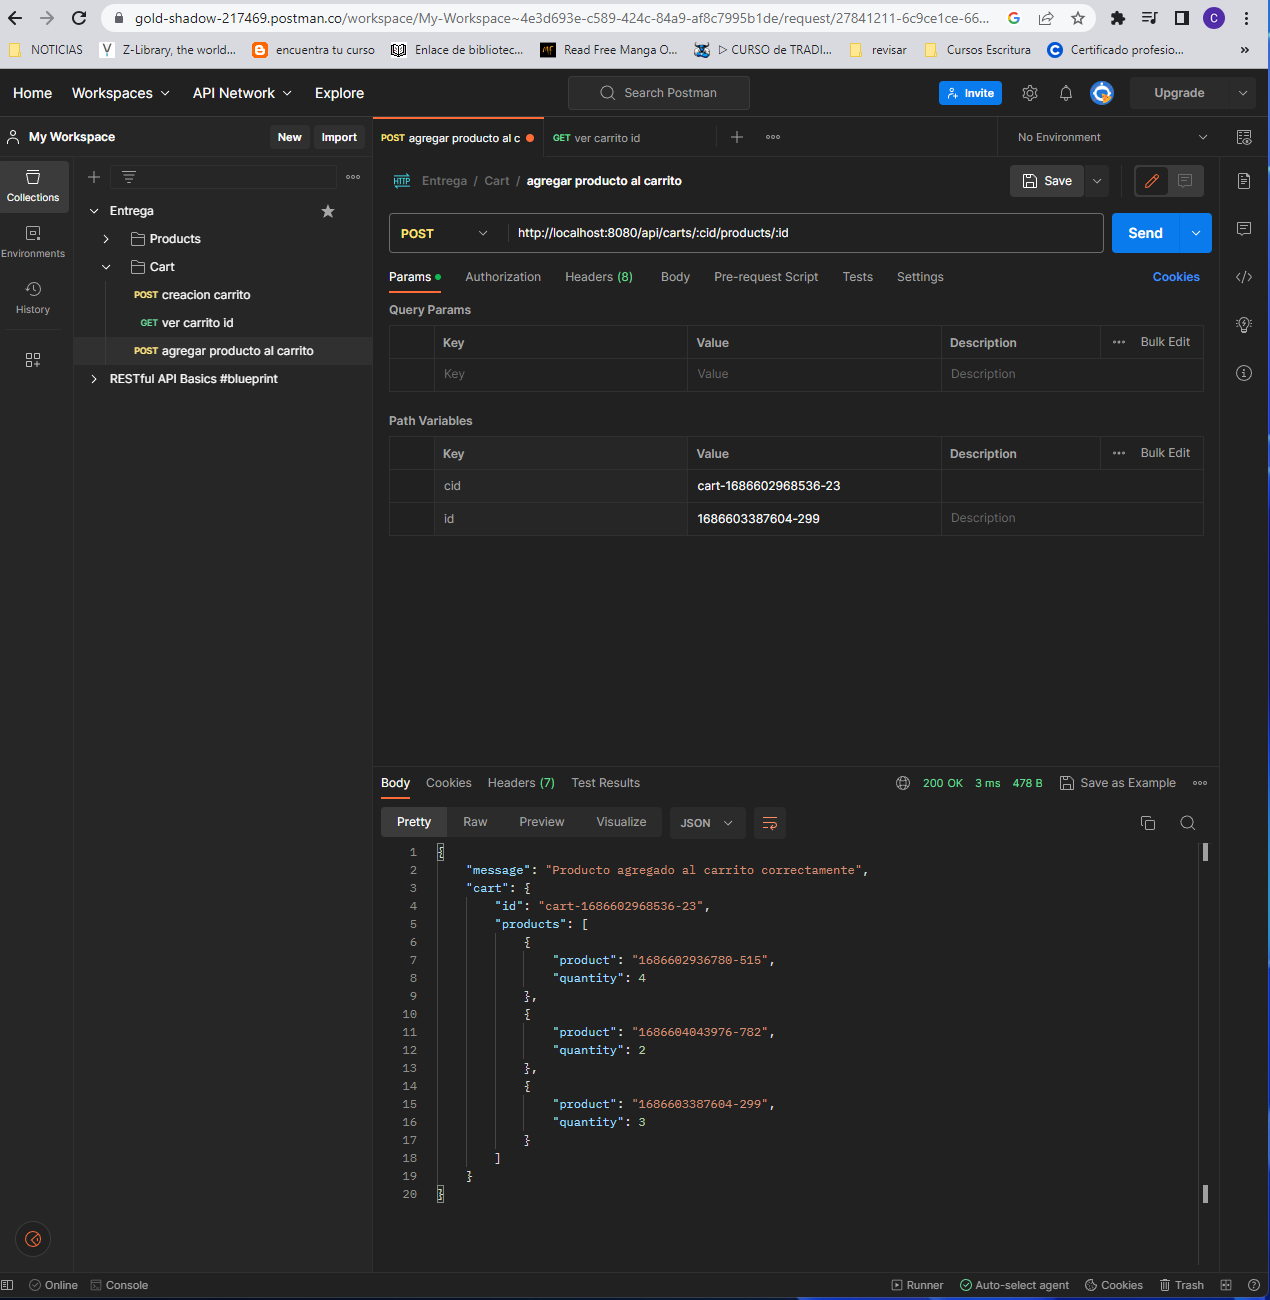 gold-shadow-217469.postman.co/workspace/My-Workspace~4e3d693e-c589-424c-84a9-af8c7995b1de/request/27841211-6c9ce1ce-66...
C
NOTICIAS Z-Library, the world... encuentra tu curso Enlace de bibliotec... Read Free Manga O... ▷ CURSO de TRADI... revisar Cursos Escritura Certificado profesio... »
Home Workspaces API Network Explore Search Postman Invite Upgrade
My Workspace New Import POST agregar producto al c GET ver carrito id No Environment
Collections
Environments
History
Entrega
Products
Cart
POST creacion carrito
GET ver carrito id
POST agregar producto al carrito
RESTful API Basics #blueprint
HTTP Entrega / Cart / agregar producto al carrito Save
POST http://localhost:8080/api/carts/:cid/products/:id Send
Params Authorization Headers (8) Body Pre-request Script Tests Settings Cookies
Query Params
Key Value Description Bulk Edit
Key Value Description
Path Variables
Key Value Description Bulk Edit
cid cart-1686602968536-23
id 1686603387604-299 Description
Body Cookies Headers (7) Test Results 200 OK 3 ms 478 B Save as Example
Pretty Raw Preview Visualize JSON
1 {
2 "message": "Producto agregado al carrito correctamente",
3 "cart": {
4 "id": "cart-1686602968536-23",
5 "products": [
6 {
7 "product": "1686602936780-515",
8 "quantity": 4
9 },
10 {
11 "product": "1686604043976-782",
12 "quantity": 2
13 },
14 {
15 "product": "1686603387604-299",
16 "quantity": 3
17 }
18 ]
19 }
20 }
Online Console Runner Auto-select agent Cookies Trash